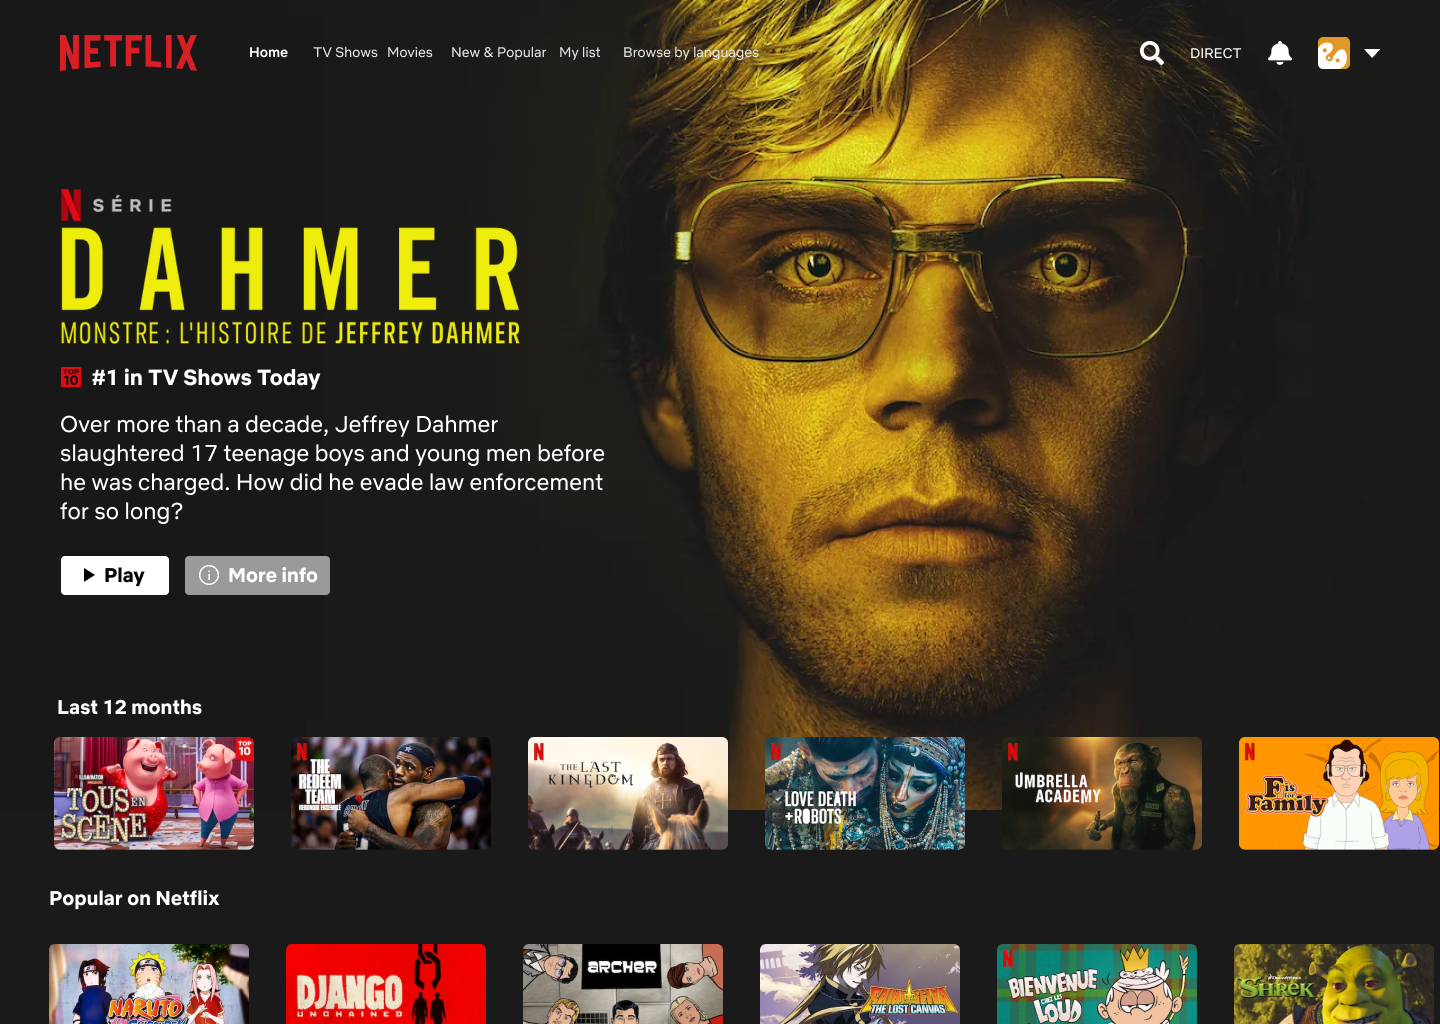 NETFLIX
Home TV Shows Movies New & Popular My list Browse by languages
DIRECT
N SÉRIE
DAHMER
MONSTRE : L'HISTOIRE DE JEFFREY DAHMER
TOP 10 #1 in TV Shows Today
Over more than a decade, Jeffrey Dahmer
slaughtered 17 teenage boys and young men before
he was charged. How did he evade law enforcement
for so long?
Play
More info
Last 12 months
TOP
10
ILLUMINATION
TOUS EN
SCÈNE
N
THE
REDEEM
TEAM
N
THE LAST
KINGDOM
N
LOVE DEATH
+ROBOTS
N
UMBRELLA
ACADEMY
N
F is for
Family
Popular on Netflix
NARUTO
DJANGO
UNCHAINED
ARCHER
THE LOST CANVAS
N
BIENVENUE
CHEZ LES
LOUD
DREAMWORKS
SHREK